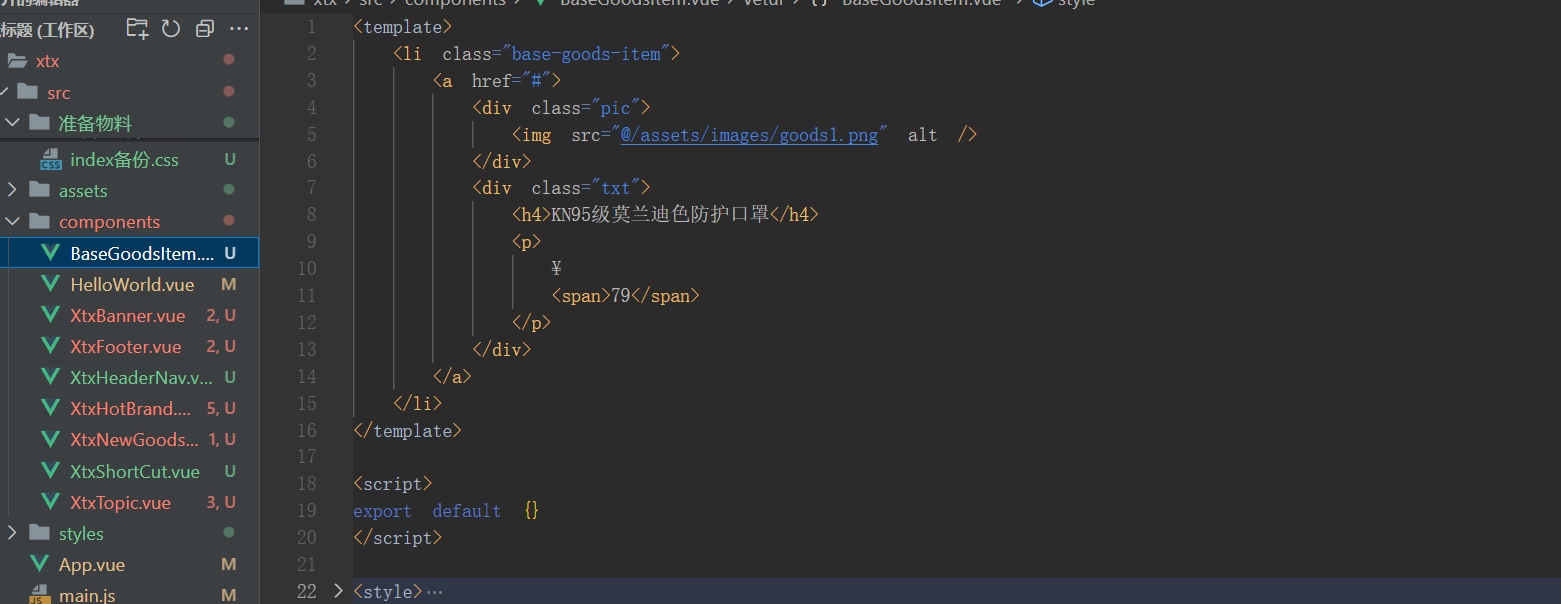 标题 (工作区)
xtx
src
准备物料
index备份.css U
assets
components
BaseGoodsItem.... U
HelloWorld.vue M
XtxBanner.vue 2, U
XtxFooter.vue 2, U
XtxHeaderNav.v... U
XtxHotBrand.... 5, U
XtxNewGoods... 1, U
XtxShortCut.vue U
XtxTopic.vue 3, U
styles
App.vue M
main.js M
xtx > src > components > BaseGoodsItem.vue > Vetur > {} "BaseGoodsItem.vue" > style
1 <template>
2 <li class="base-goods-item">
3 <a href="#">
4 <div class="pic">
5 <img src="@/assets/images/goods1.png" alt />
6 </div>
7 <div class="txt">
8 <h4>KN95级莫兰迪色防护口罩</h4>
9 <p>
10 ¥
11 <span>79</span>
12 </p>
13 </div>
14 </a>
15 </li>
16 </template>
17
18 <script>
19 export default {}
20 </script>
21
22 <style>...